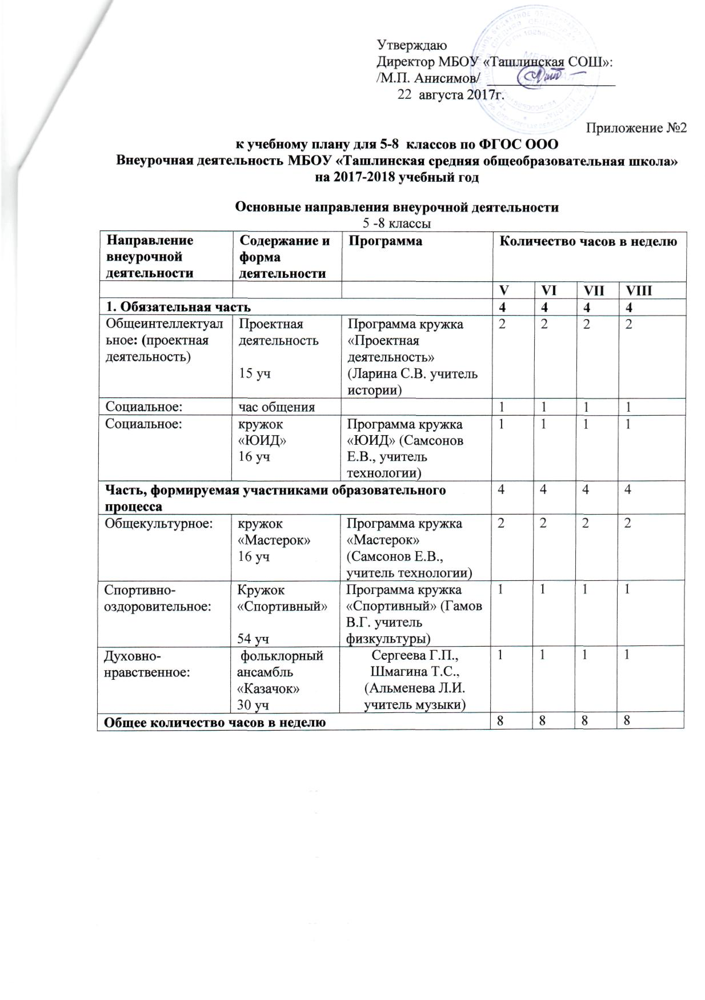 Утверждаю
Директор МБОУ «Ташлинская СОШ»:
/М.П. Анисимов/
22 августа 2017г.
Приложение №2
к учебному плану для 5-8 классов по ФГОС ООО
Внеурочная деятельность МБОУ «Ташлинская средняя общеобразовательная школа»
на 2017-2018 учебный год
Основные направления внеурочной деятельности
5 -8 классы
Направление внеурочной деятельности | Содержание и форма деятельности | Программа | Количество часов в неделю
V | VI | VII | VIII
1. Обязательная часть | 4 | 4 | 4 | 4
Общеинтеллектуальное: (проектная деятельность) | Проектная деятельность 15 уч | Программа кружка «Проектная деятельность» (Ларина С.В. учитель истории) | 2 | 2 | 2 | 2
Социальное: | час общения | | 1 | 1 | 1 | 1
Социальное: | кружок «ЮИД» 16 уч | Программа кружка «ЮИД» (Самсонов Е.В., учитель технологии) | 1 | 1 | 1 | 1
Часть, формируемая участниками образовательного процесса | 4 | 4 | 4 | 4
Общекультурное: | кружок «Мастерок» 16 уч | Программа кружка «Мастерок» (Самсонов Е.В., учитель технологии) | 2 | 2 | 2 | 2
Спортивно-оздоровительное: | Кружок «Спортивный» 54 уч | Программа кружка «Спортивный» (Гамов В.Г. учитель физкультуры) | 1 | 1 | 1 | 1
Духовно-нравственное: | фольклорный ансамбль «Казачок» 30 уч | Сергеева Г.П., Шмагина Т.С., (Альменева Л.И. учитель музыки) | 1 | 1 | 1 | 1
Общее количество часов в неделю | 8 | 8 | 8 | 8